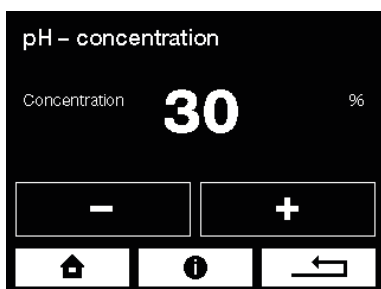 pH – concentration
Concentration 30 %
– +